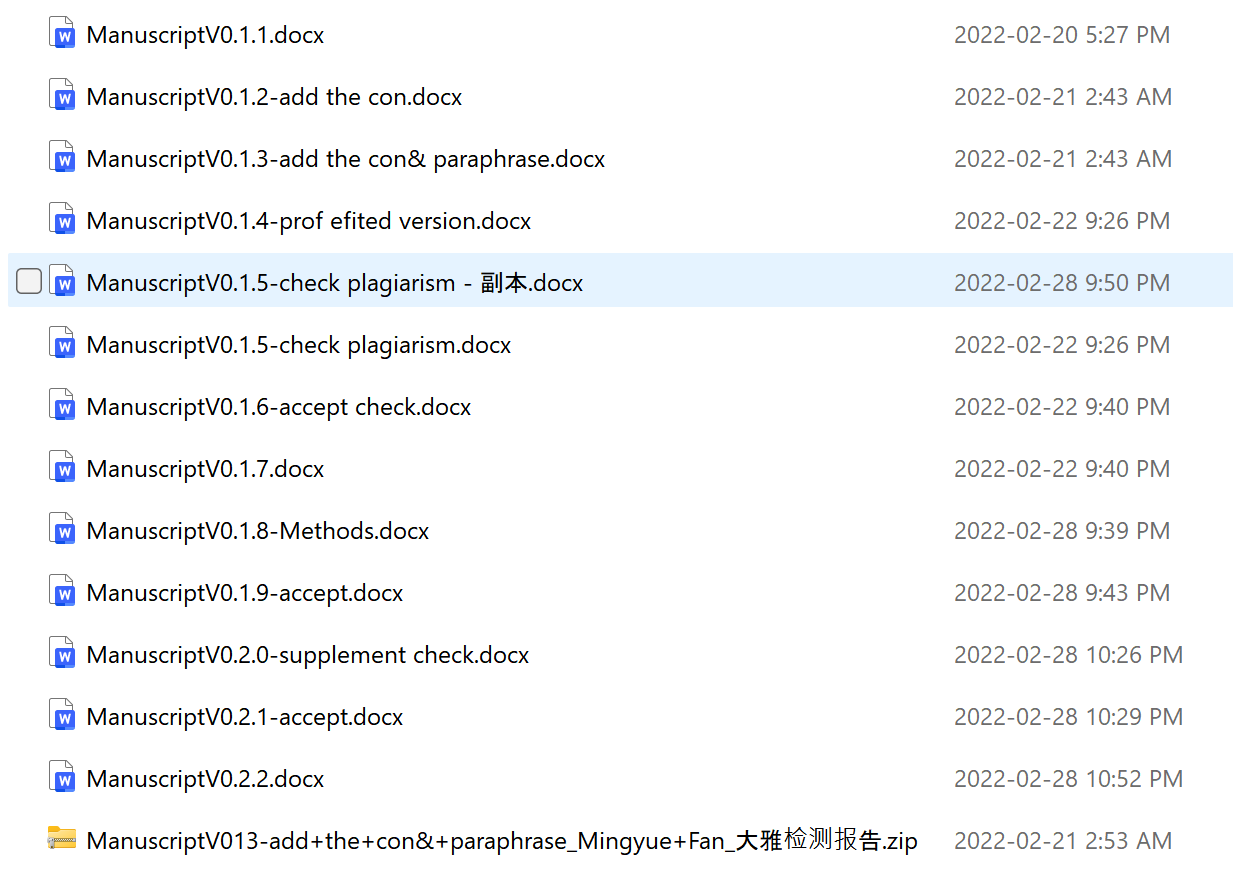 ManuscriptV0.1.1.docx 2022-02-20 5:27 PM
ManuscriptV0.1.2-add the con.docx 2022-02-21 2:43 AM
ManuscriptV0.1.3-add the con& paraphrase.docx 2022-02-21 2:43 AM
ManuscriptV0.1.4-prof efited version.docx 2022-02-22 9:26 PM
ManuscriptV0.1.5-check plagiarism - 副本.docx 2022-02-28 9:50 PM
ManuscriptV0.1.5-check plagiarism.docx 2022-02-22 9:26 PM
ManuscriptV0.1.6-accept check.docx 2022-02-22 9:40 PM
ManuscriptV0.1.7.docx 2022-02-22 9:40 PM
ManuscriptV0.1.8-Methods.docx 2022-02-28 9:39 PM
ManuscriptV0.1.9-accept.docx 2022-02-28 9:43 PM
ManuscriptV0.2.0-supplement check.docx 2022-02-28 10:26 PM
ManuscriptV0.2.1-accept.docx 2022-02-28 10:29 PM
ManuscriptV0.2.2.docx 2022-02-28 10:52 PM
ManuscriptV013-add+the+con&+paraphrase_Mingyue+Fan_大雅检测报告.zip 2022-02-21 2:53 AM